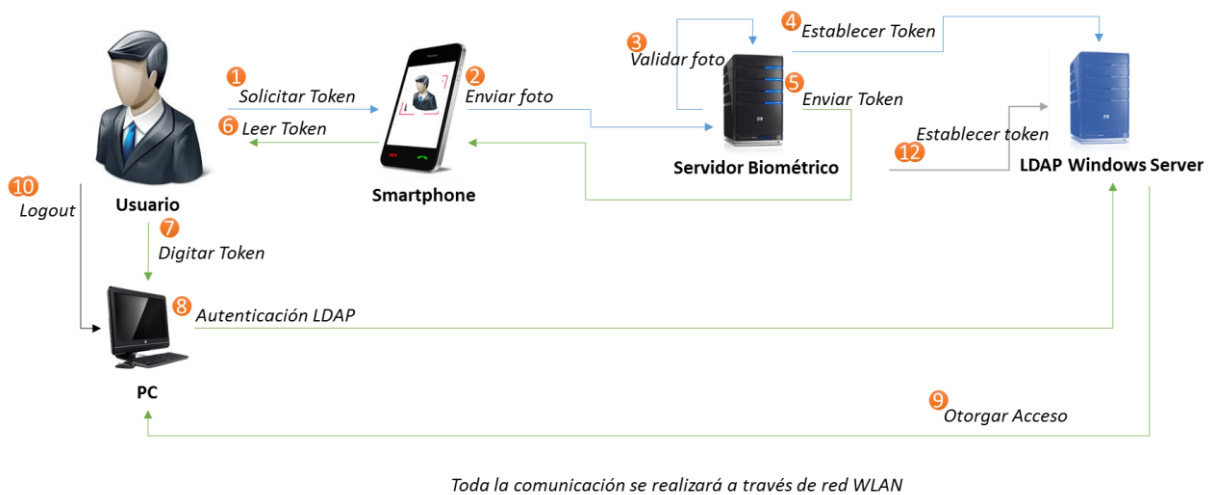 3
Validar foto
4
Establecer Token
1
Solicitar Token
2
Enviar foto
5
Enviar Token
6
Leer Token
Establecer token
12
Servidor Biométrico
LDAP Windows Server
10
Logout
Usuario
Smartphone
7
Digitar Token
8
Autenticación LDAP
PC
9
Otorgar Acceso
Toda la comunicación se realizará a través de red WLAN